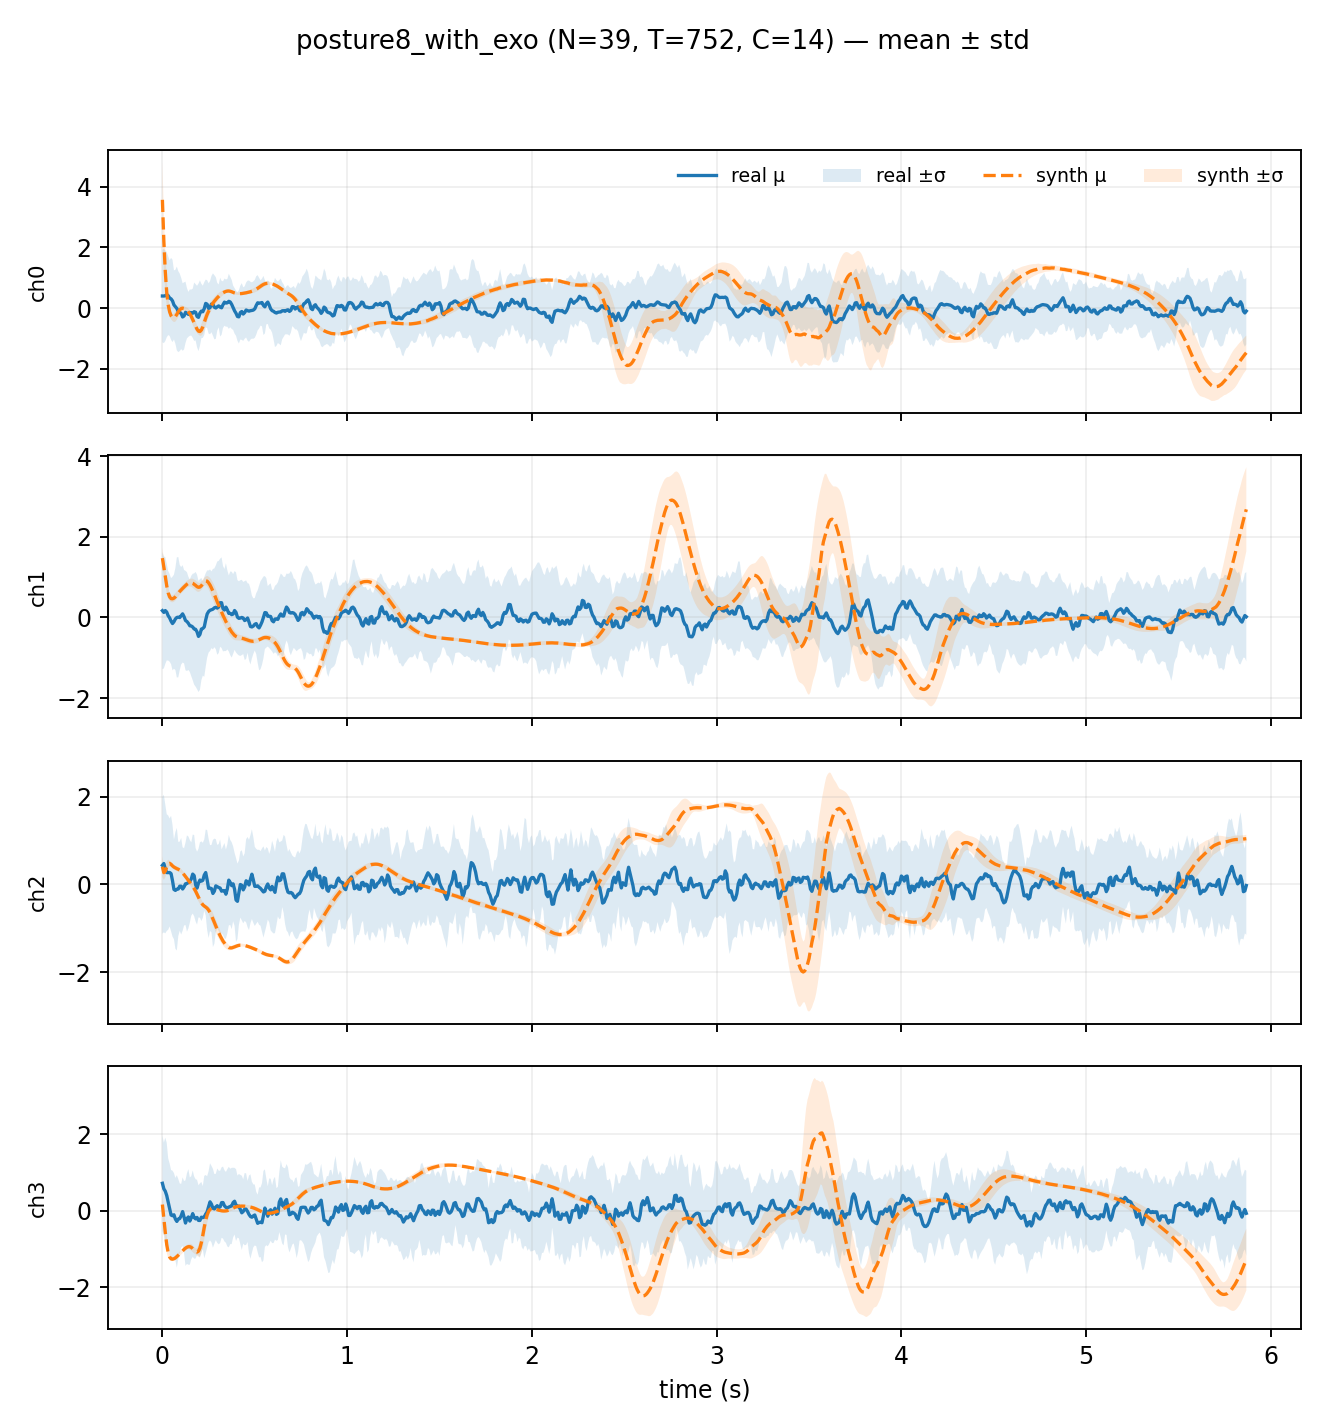 posture8_with_exo (N=39, T=752, C=14) — mean ± std
real μ real ±σ synth μ synth ±σ
4
2
0
−2
ch0
4
2
0
−2
ch1
2
0
−2
ch2
2
0
−2
ch3
0 1 2 3 4 5 6
time (s)